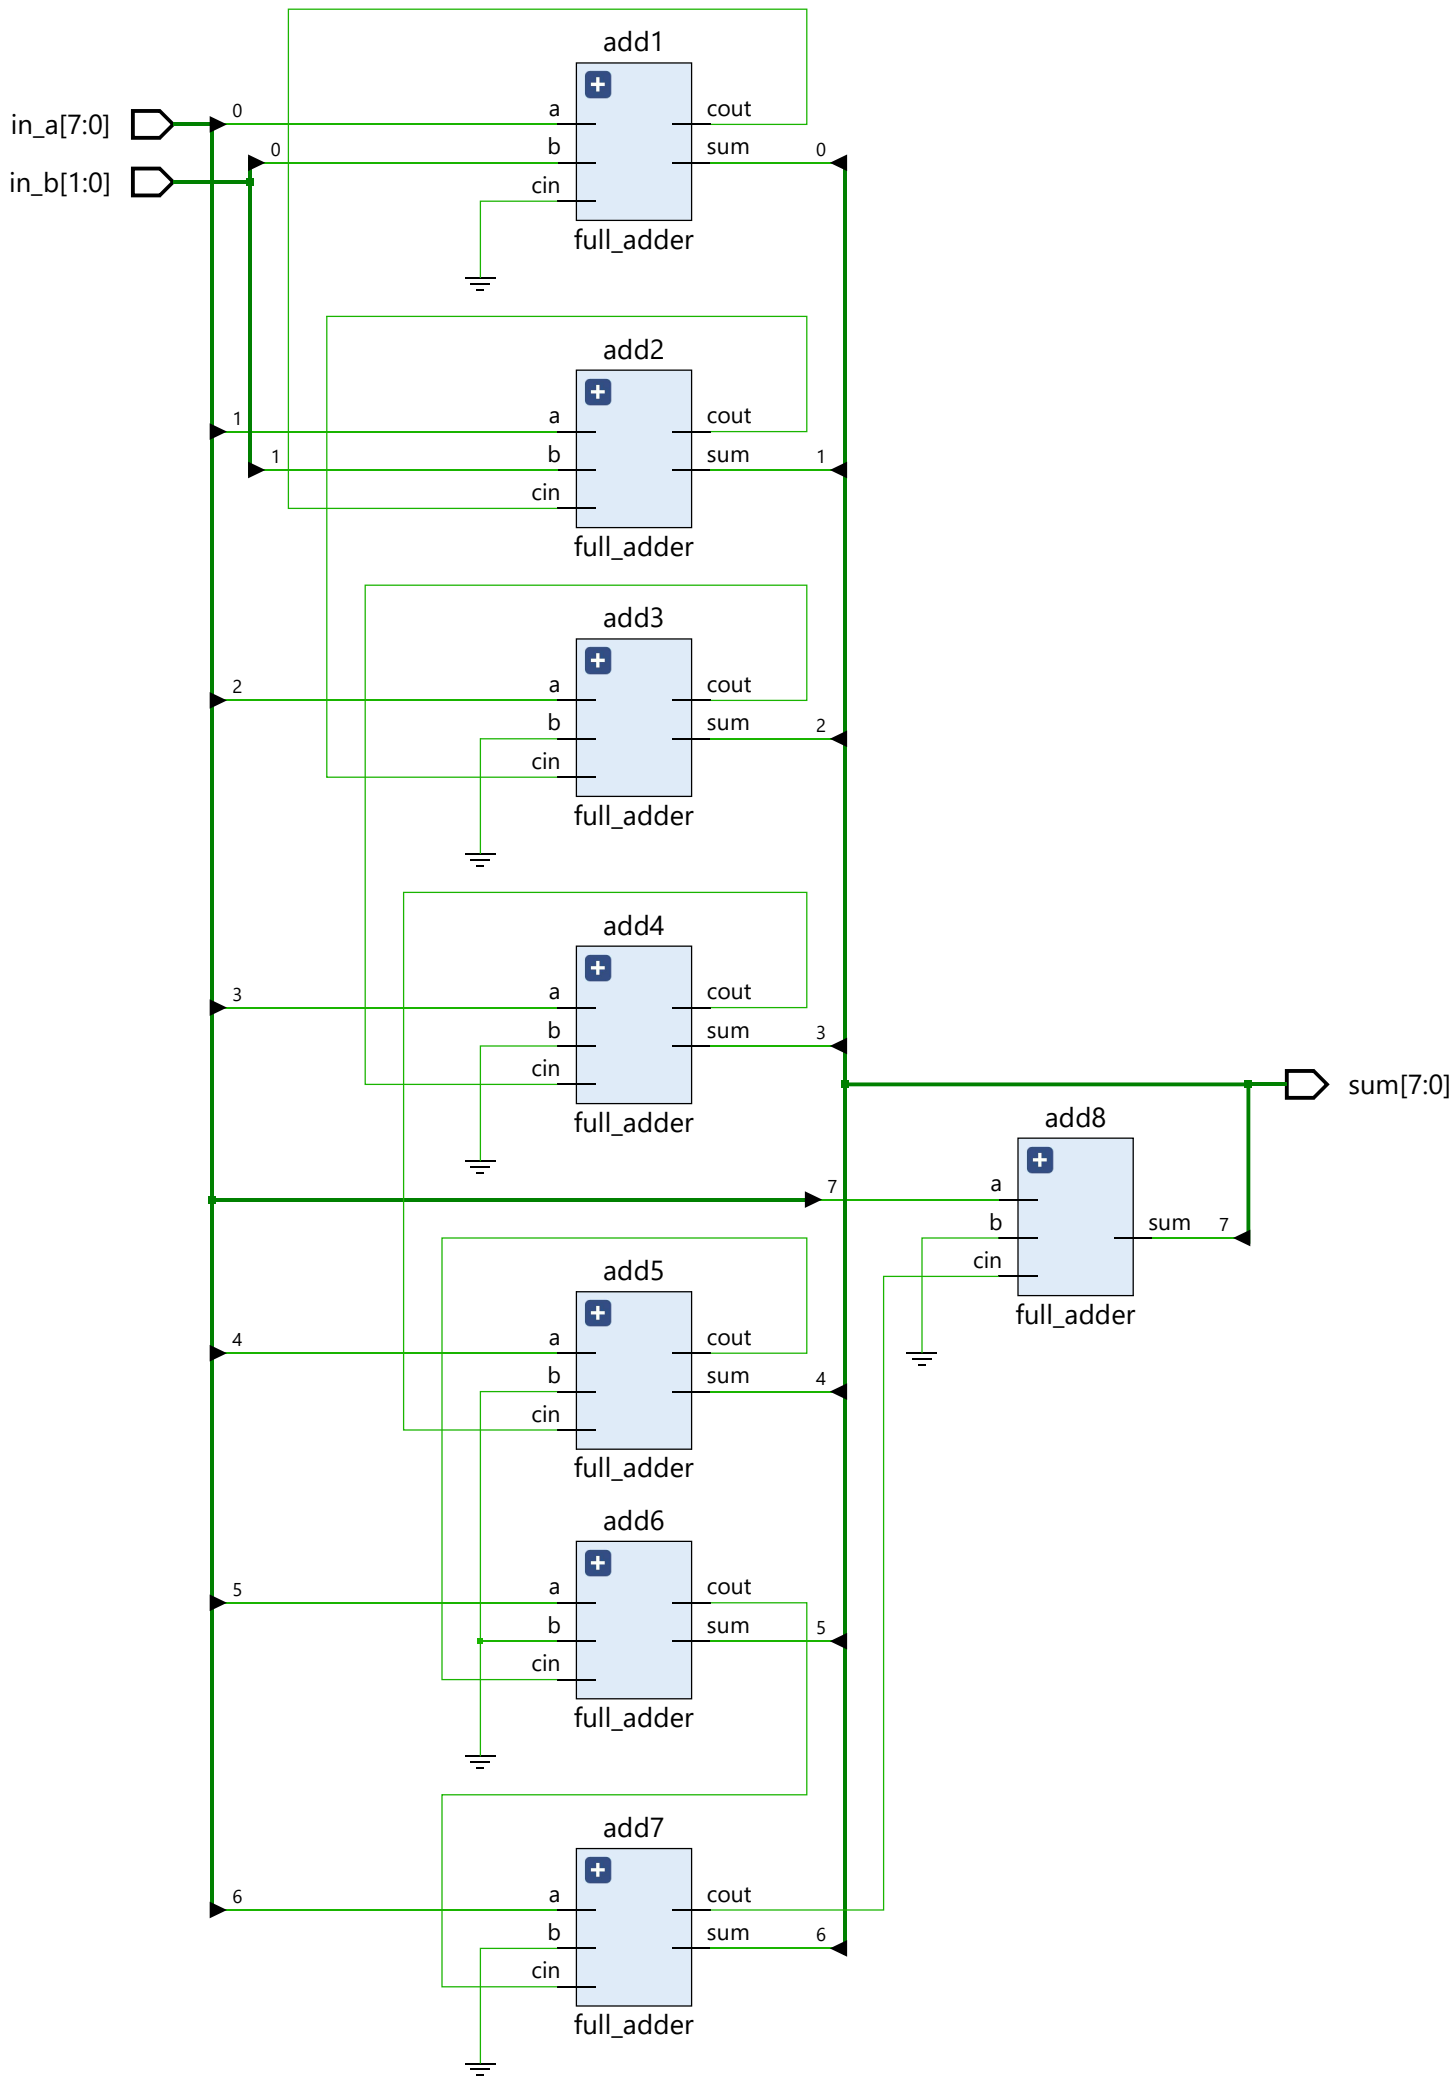 add1
in_a[7:0]
0
a
cout
in_b[1:0]
0
b
sum
0
cin
full_adder
add2
1
a
cout
1
b
sum
1
cin
full_adder
add3
2
a
cout
b
sum
2
cin
full_adder
add4
3
a
cout
b
sum
3
cin
full_adder
sum[7:0]
add8
7
a
b
sum
7
cin
full_adder
add5
4
a
cout
b
sum
4
cin
full_adder
add6
5
a
cout
b
sum
5
cin
full_adder
add7
6
a
cout
b
sum
6
cin
full_adder